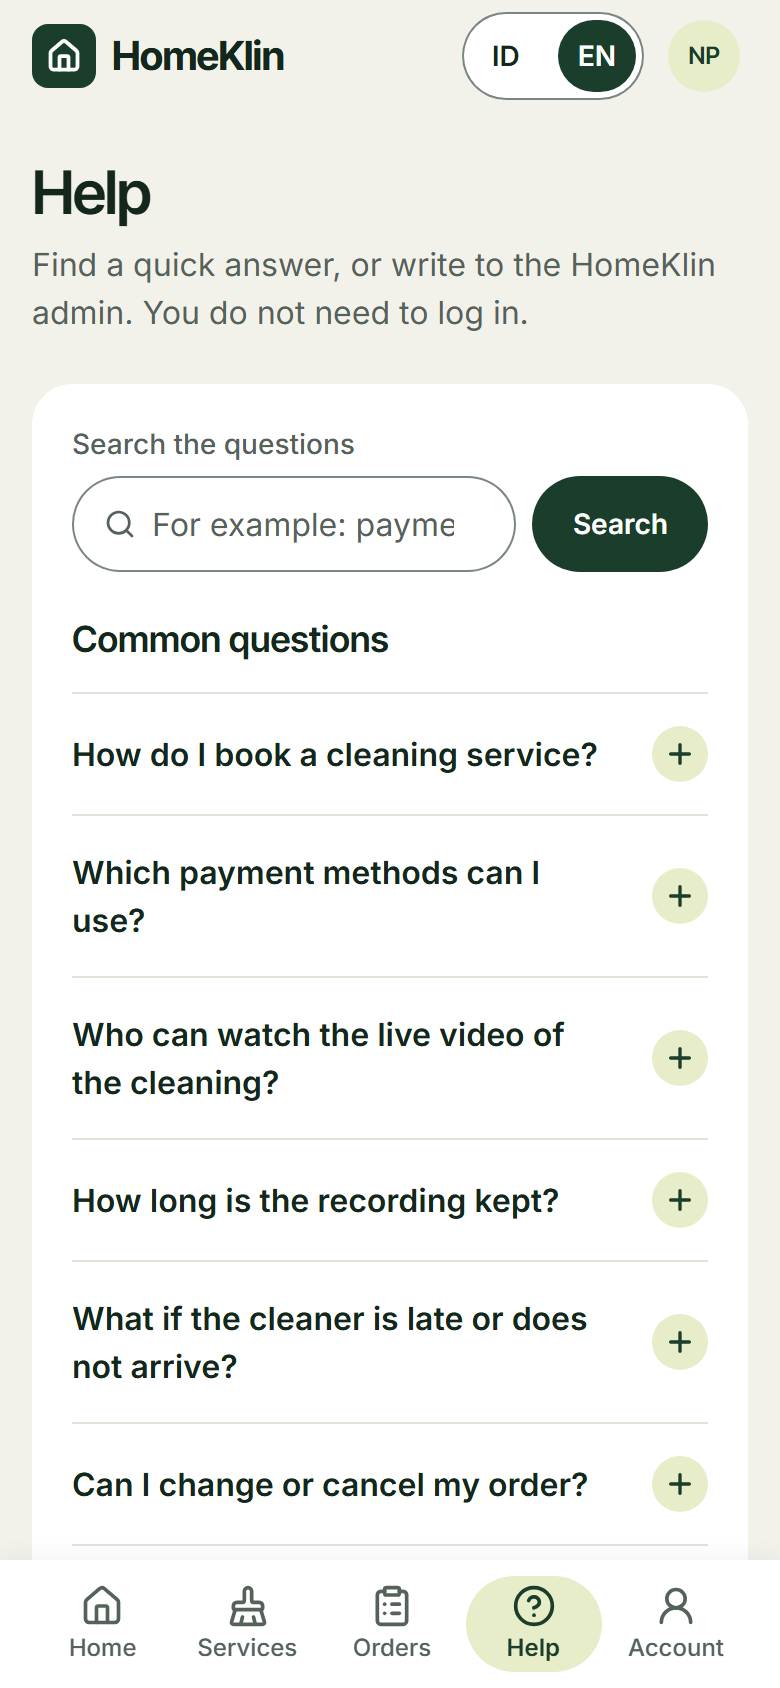 HomeKlin
ID
EN
NP
Help
Find a quick answer, or write to the HomeKlin
admin. You do not need to log in.
Search the questions
For example: payme
Search
Common questions
How do I book a cleaning service?
Which payment methods can I
use?
Who can watch the live video of
the cleaning?
How long is the recording kept?
What if the cleaner is late or does
not arrive?
Can I change or cancel my order?
Home
Services
Orders
Help
Account